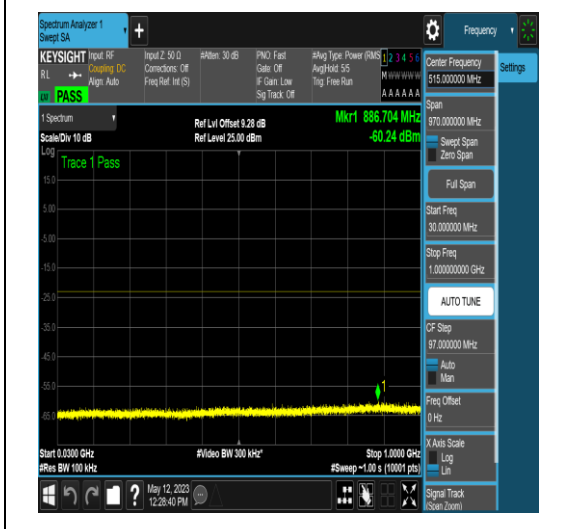 Spectrum Analyzer 1
Swept SA
+
Frequency
KEYSIGHT
Input: RF
Coupling: DC
Align: Auto
Input Z: 50 Ω
Corrections: Off
Freq Ref: Int (S)
#Atten: 30 dB
PNO: Fast
Gate: Off
IF Gain: Low
Sig Track: Off
#Avg Type: Power (RMS)
Avg|Hold: 5/5
Trig: Free Run
1 2 3 4 5 6
M W W W W W
A A A A A A
R L
PASS
Center Frequency
515.000000 MHz
Settings
Span
970.000000 MHz
Swept Span
Zero Span
Full Span
Start Freq
30.000000 MHz
Stop Freq
1.000000000 GHz
AUTO TUNE
CF Step
97.000000 MHz
Auto
Man
Freq Offset
0 Hz
X Axis Scale
Log
Lin
Signal Track
(Span Zoom)
1 Spectrum
Scale/Div 10 dB
Ref Lvl Offset 9.28 dB
Ref Level 25.00 dBm
Mkr1 886.704 MHz
-60.24 dBm
Log
Trace 1 Pass
15.0
5.00
-5.00
-15.0
-25.0
-35.0
-45.0
-55.0
-65.0
1
Start 0.0300 GHz
#Res BW 100 kHz
#Video BW 300 kHz*
Stop 1.0000 GHz
#Sweep ~1.00 s (10001 pts)
?
May 12, 2023
12:28:40 PM